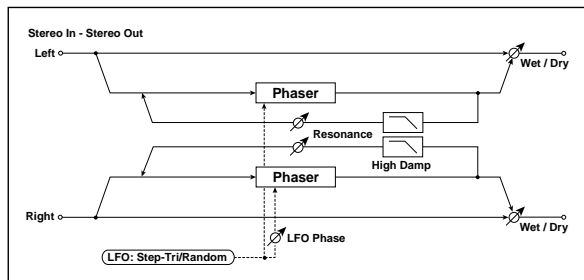 Stereo In - Stereo Out
Left
Wet / Dry
Phaser
Resonance
High Damp
Phaser
Right
LFO Phase
Wet / Dry
LFO: Step-Tri/Random